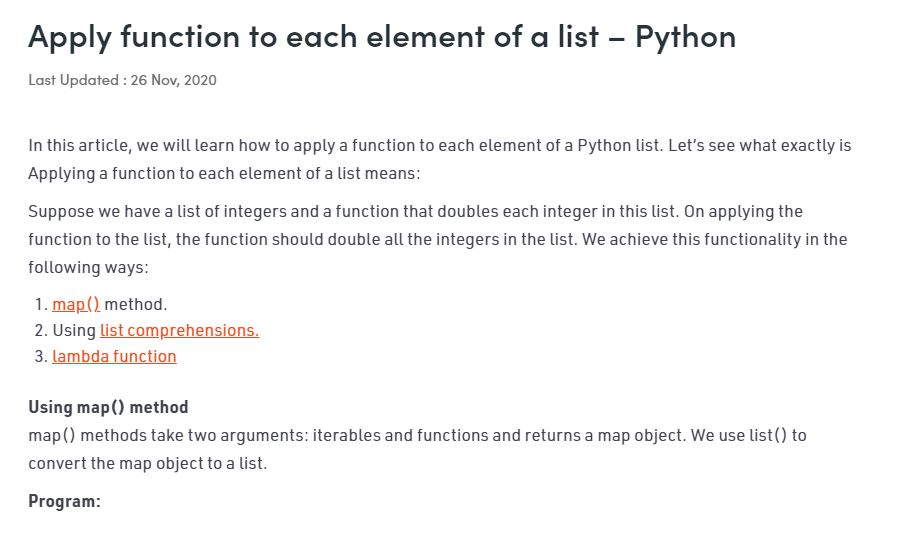 Apply function to each element of a list – Python
Last Updated : 26 Nov, 2020
In this article, we will learn how to apply a function to each element of a Python list. Let’s see what exactly is
Applying a function to each element of a list means:
Suppose we have a list of integers and a function that doubles each integer in this list. On applying the
function to the list, the function should double all the integers in the list. We achieve this functionality in the
following ways:
1. map() method.
2. Using list comprehensions.
3. lambda function
Using map() method
map() methods take two arguments: iterables and functions and returns a map object. We use list() to
convert the map object to a list.
Program: